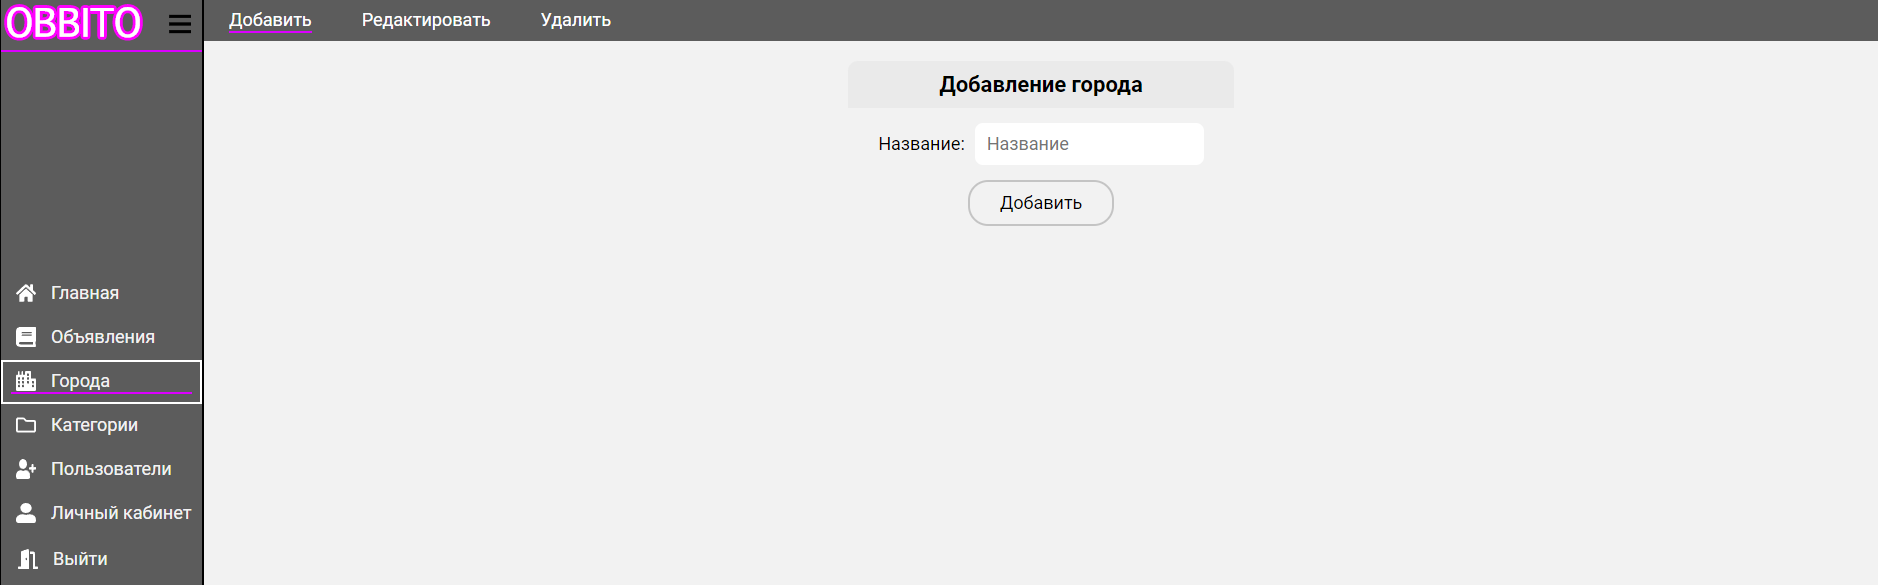 OBBITO
Добавить Редактировать Удалить
Добавление города
Название: Название
Добавить
Главная
Объявления
Города
Категории
Пользователи
Личный кабинет
Выйти